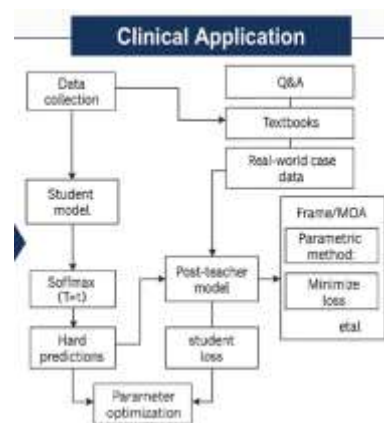 Clinical Application
Data
collection
Q&A
Textbooks
Real-world case
data
Student
model
Frame/MOA
Parametric
method:
Post-teacher
model
Softmax
(T=t)
Minimize
loss
etal
Hard
predictions
student
loss
Parameter
optimization